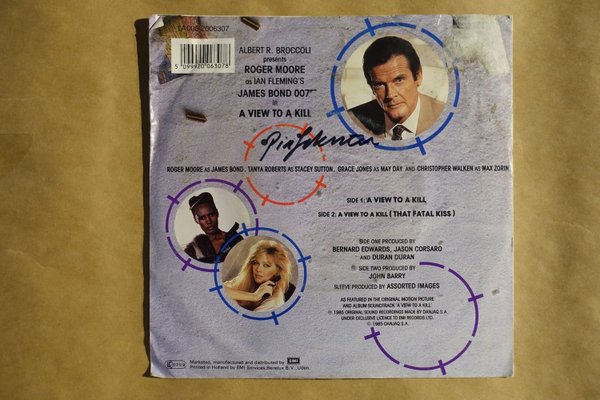 1A 006-2006307
5 099920 063078
ALBERT R. BROCCOLI
presents
ROGER MOORE
as IAN FLEMING'S
JAMES BOND 007
in
A VIEW TO A KILL
ROGER MOORE AS JAMES BOND, TANYA ROBERTS AS STACEY SUTTON, GRACE JONES AS MAY DAY AND CHRISTOPHER WALKEN AS MAX ZORIN
SIDE 1: A VIEW TO A KILL
SIDE 2: A VIEW TO A KILL (THAT FATAL KISS)
SIDE ONE PRODUCED BY
BERNARD EDWARDS, JASON CORSARO
AND DURAN DURAN
SIDE TWO PRODUCED BY
JOHN BARRY
SLEEVE PRODUCED BY ASSORTED IMAGES
AS FEATURED IN THE ORIGINAL MOTION PICTURE
AND ALBUM SOUNDTRACK 'A VIEW TO A KILL'
℗ 1985 ORIGINAL SOUND RECORDINGS MADE BY DANJAQ S.A.
UNDER EXCLUSIVE LICENCE TO EMI RECORDS LTD.
© 1985 DANJAQ S.A.
Marketed, manufactured and distributed by EMI
Printed in Holland by EMI Services Benelux B.V., Uden.